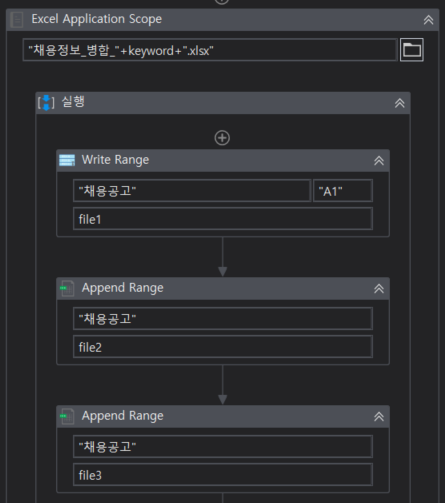 Excel Application Scope
"채용정보_병합_"+keyword+".xlsx"
실행
Write Range
"채용공고" "A1"
file1
Append Range
"채용공고"
file2
Append Range
"채용공고"
file3